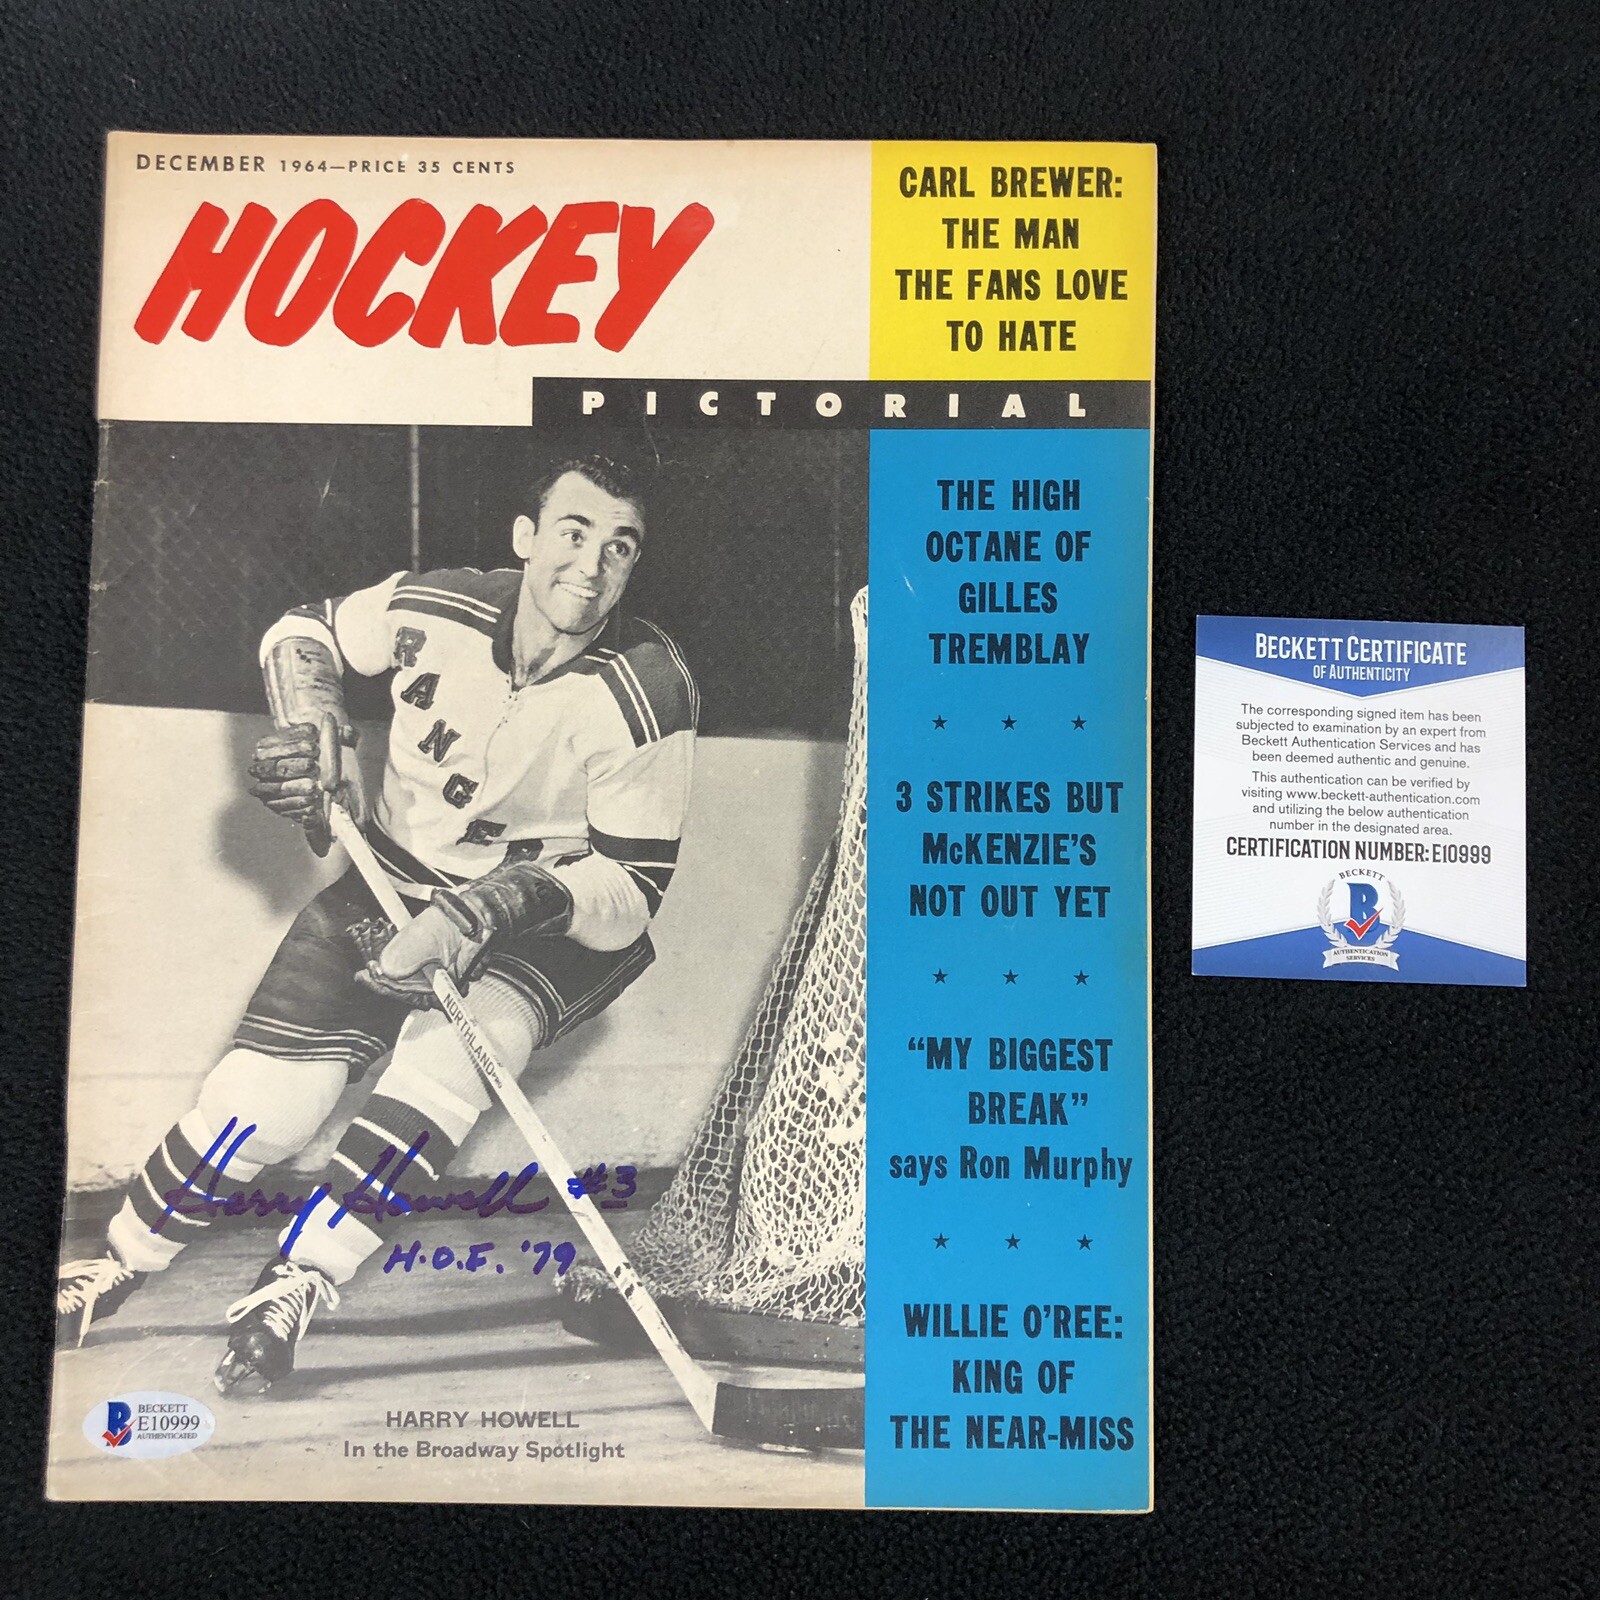 DECEMBER 1964—PRICE 35 CENTS
HOCKEY
PICTORIAL
CARL BREWER:
THE MAN
THE FANS LOVE
TO HATE
THE HIGH
OCTANE OF
GILLES
TREMBLAY
★ ★ ★
3 STRIKES BUT
McKENZIE'S
NOT OUT YET
★ ★ ★
"MY BIGGEST
BREAK"
says Ron Murphy
★ ★ ★
WILLIE O'REE:
KING OF
THE NEAR-MISS
RANGE
NORTHLAND PRO
Harry Howell #3
H.O.F. '79
HARRY HOWELL
In the Broadway Spotlight
B
BECKETT
E10999
AUTHENTICATED
BECKETT CERTIFICATE
OF AUTHENTICITY
The corresponding signed item has been
subjected to examination by an expert from
Beckett Authentication Services and has
been deemed authentic and genuine.
This authentication can be verified by
visiting www.beckett-authentication.com
and utilizing the below authentication
number in the designated area.
CERTIFICATION NUMBER: E10999
BECKETT
B
AUTHENTICATION
SERVICES